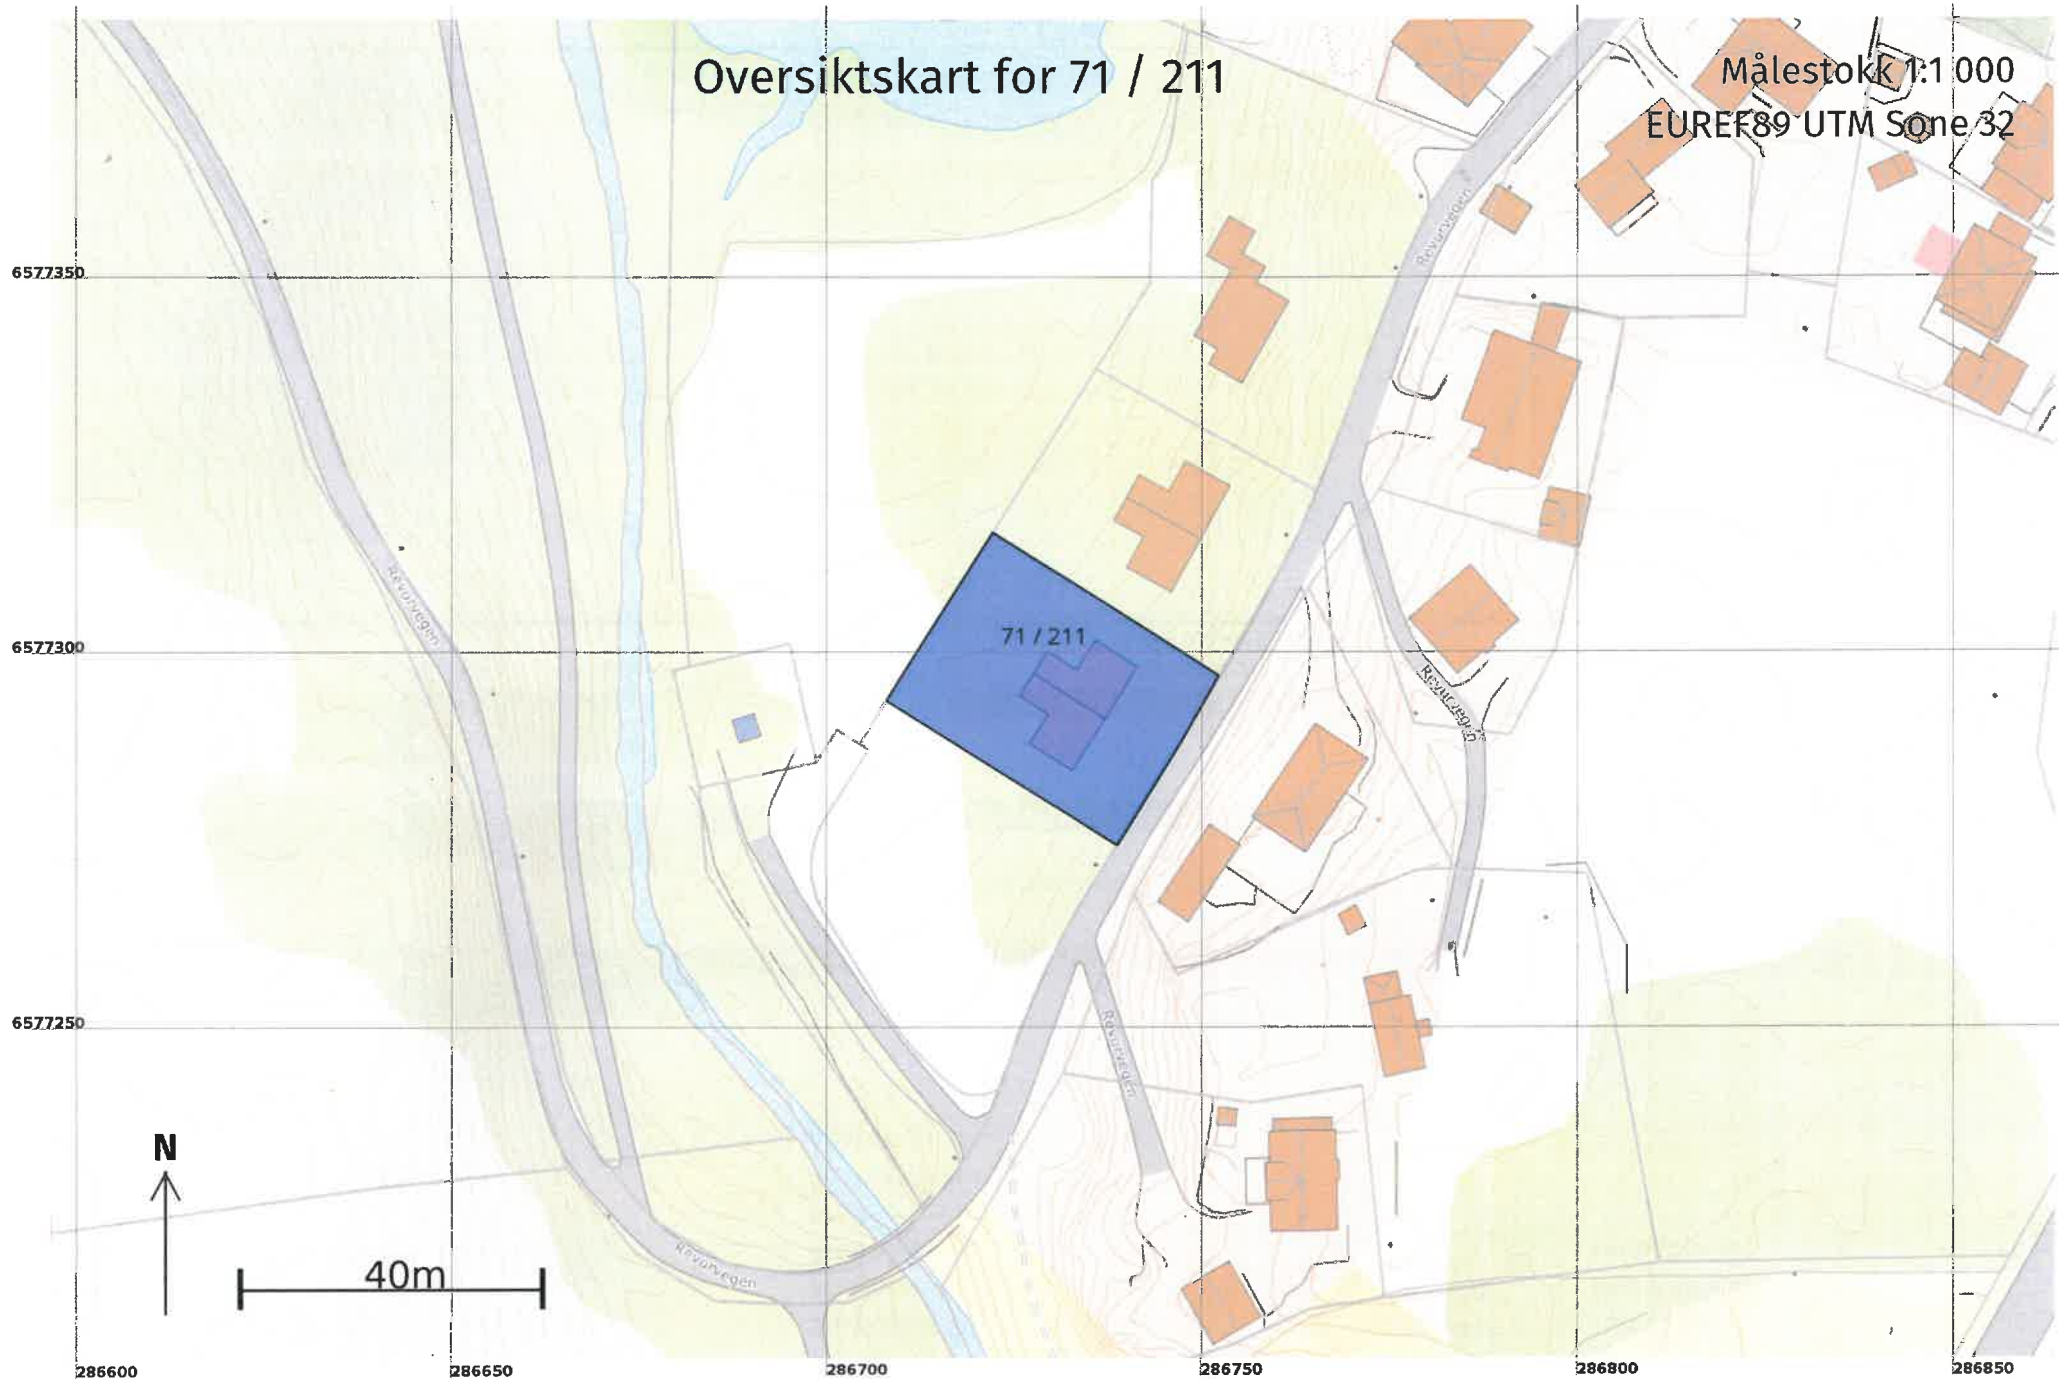 Oversiktskart for 71 / 211
Målestokk 1:1 000
EUREF89 UTM Sone 32
Revurvegen
6577350
Revurvegen
71 / 211
6577300
Revurvegen
6577250
Revurvegen
N
40m
Revurvegen
286600
286650
286700
286750
286800
286850